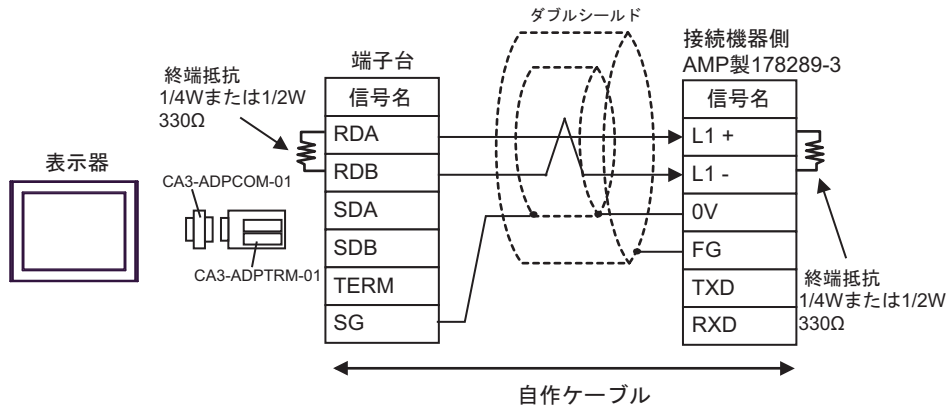 ダブルシールド
接続機器側
AMP製178289-3
端子台
終端抵抗
1/4Wまたは1/2W
330Ω
信号名
信号名
RDA
L1 +
表示器
RDB
L1 -
CA3-ADPCOM-01
SDA
0V
SDB
FG
CA3-ADPTRM-01
TERM
TXD
SG
RXD
終端抵抗
1/4Wまたは1/2W
330Ω
自作ケーブル